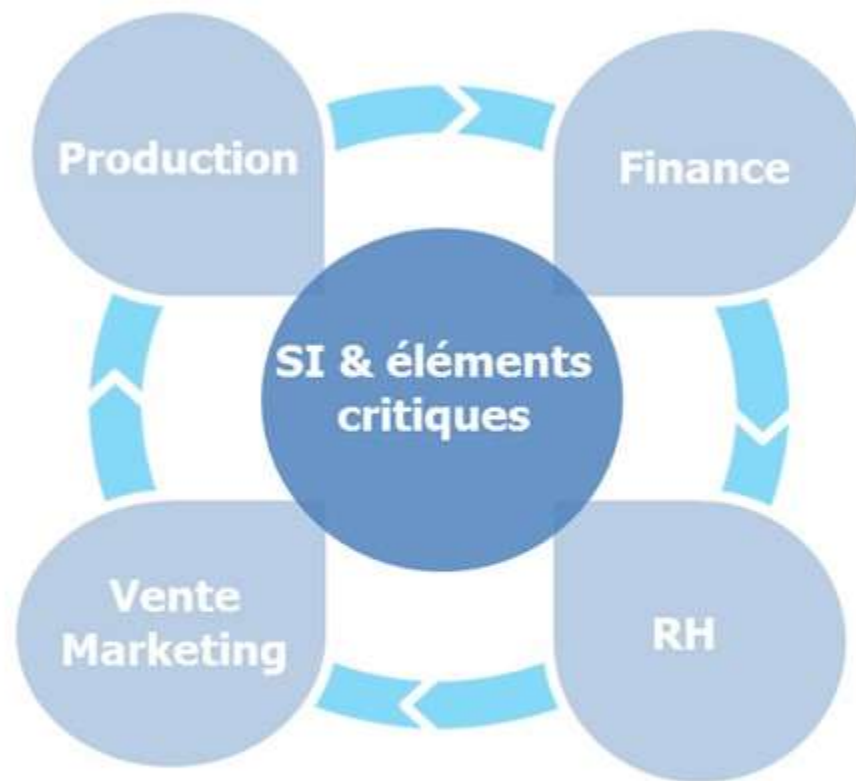 Production
Finance
SI & éléments
critiques
Vente
Marketing
RH